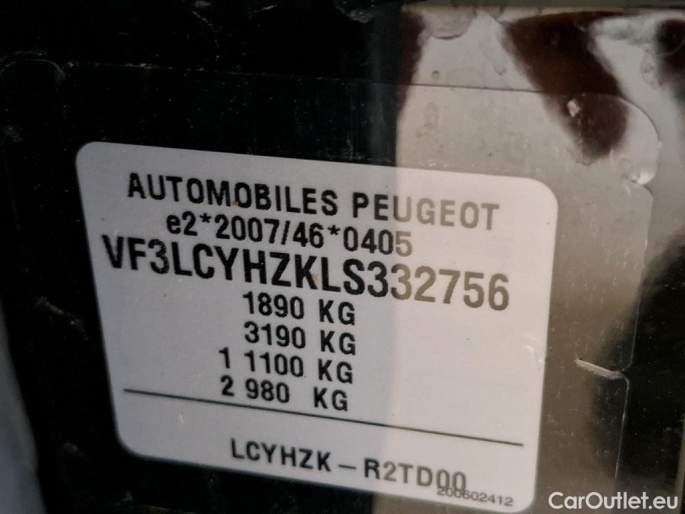 AUTOMOBILES PEUGEOT
e2*2007/46*0405
VF3LCYHZKLS332756
1890 KG
3190 KG
1 1100 KG
2 980 KG
LCYHZK – R2TD00
200602412
CarOutlet.eu